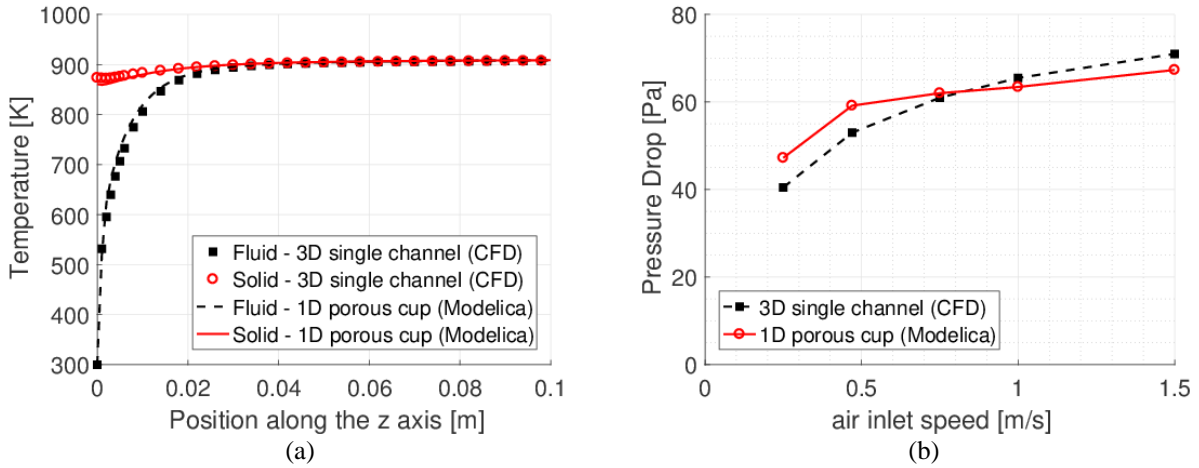 1000
900
800
700
600
500
400
300
Temperature [K]
0
0.02
0.04
0.06
0.08
0.1
Position along the z axis [m]
Fluid - 3D single channel (CFD)
Solid - 3D single channel (CFD)
Fluid - 1D porous cup (Modelica)
Solid - 1D porous cup (Modelica)
(a)
80
60
40
20
0
Pressure Drop [Pa]
0
0.5
1
1.5
air inlet speed [m/s]
3D single channel (CFD)
1D porous cup (Modelica)
(b)